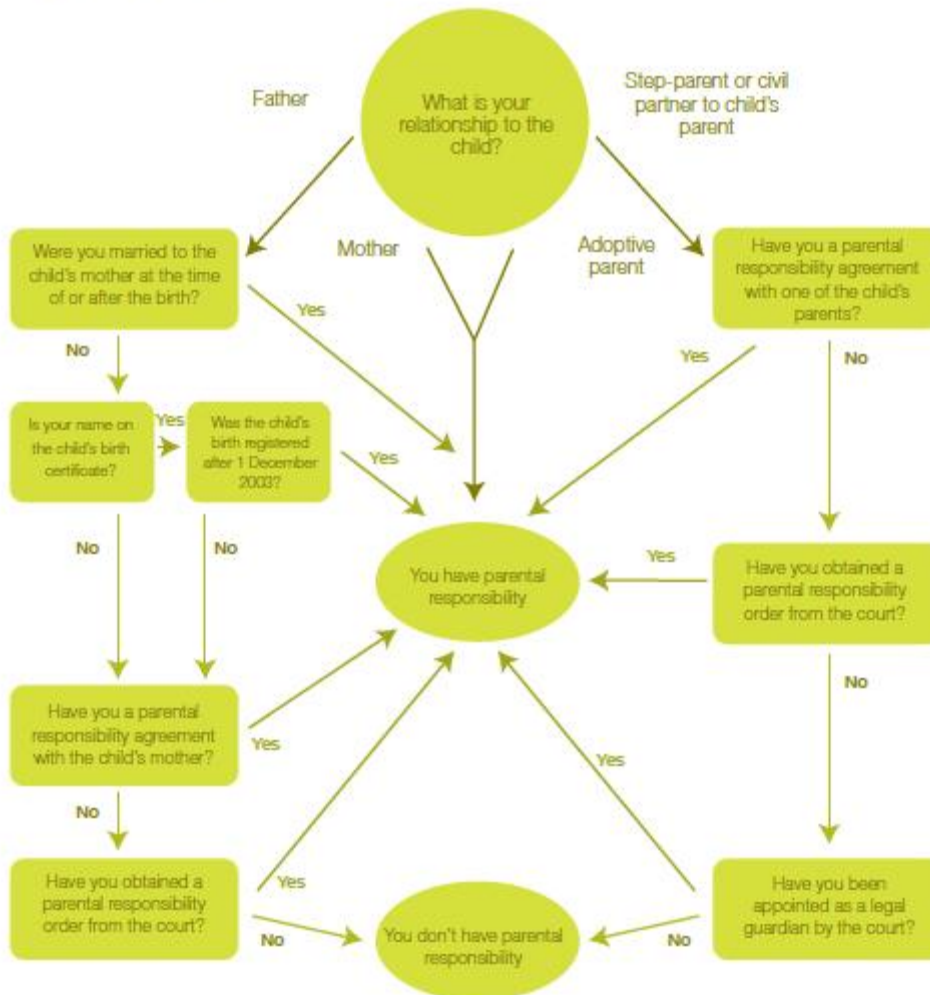 What is your
relationship to the
child?
Father
Step-parent or civil
partner to child's
parent
Mother
Adoptive
parent
Were you married to the
child's mother at the time
of or after the birth?
Yes
No
Is your name on
the child's birth
certificate?
Yes
Was the child's
birth registered
after 1 December
2003?
Yes
No
No
Have you a parental
responsibility agreement
with the child's mother?
Yes
No
Have you obtained a
parental responsibility
order from the court?
Yes
No
Have you a parental
responsibility agreement
with one of the child's
parents?
Yes
No
Have you obtained a
parental responsibility
order from the court?
Yes
No
Have you been
appointed as a legal
guardian by the court?
Yes
No
You have parental
responsibility
You don't have parental
responsibility